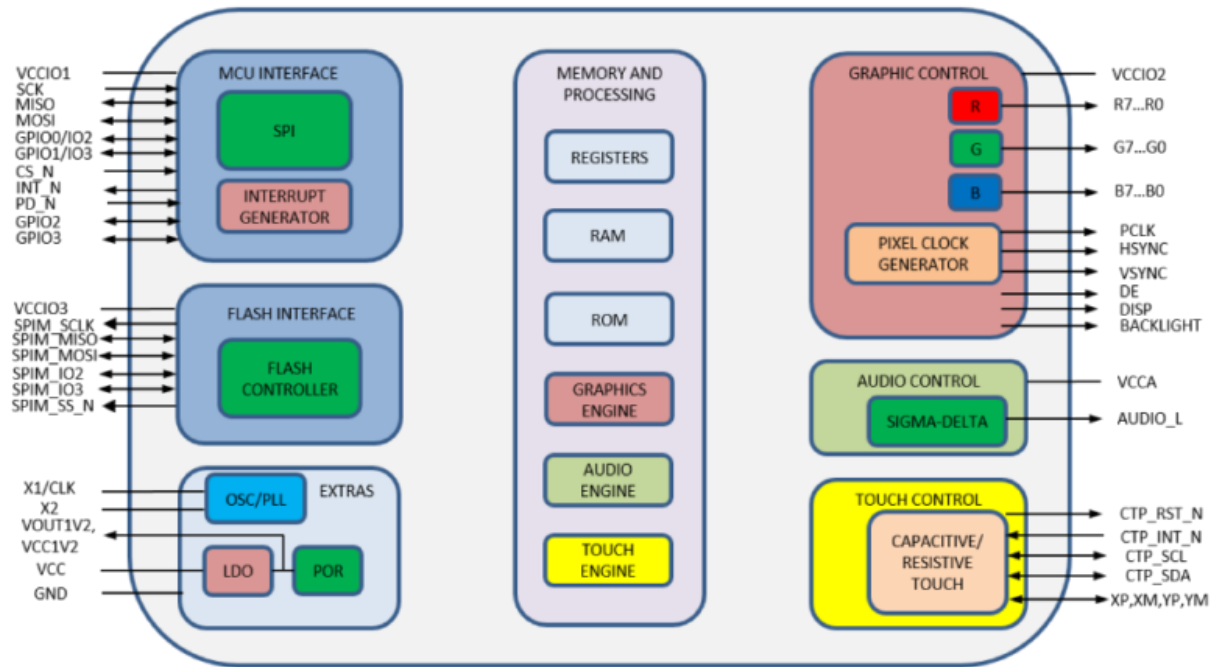 MCU INTERFACE
VCCIO1
SCK
MISO
MOSI
GPIO0/IO2
GPIO1/IO3
CS_N
INT_N
PD_N
GPIO2
GPIO3
SPI
INTERRUPT
GENERATOR
FLASH INTERFACE
VCCIO3
SPIM_SCLK
SPIM_MISO
SPIM_MOSI
SPIM_IO2
SPIM_IO3
SPIM_SS_N
FLASH
CONTROLLER
EXTRAS
X1/CLK
X2
VOUT1V2,
VCC1V2
VCC
GND
OSC/PLL
LDO
POR
MEMORY AND
PROCESSING
REGISTERS
RAM
ROM
GRAPHICS
ENGINE
AUDIO
ENGINE
TOUCH
ENGINE
GRAPHIC CONTROL
R
G
B
PIXEL CLOCK
GENERATOR
VCCIO2
R7...R0
G7...G0
B7...B0
PCLK
HSYNC
VSYNC
DE
DISP
BACKLIGHT
AUDIO CONTROL
SIGMA-DELTA
VCCA
AUDIO_L
TOUCH CONTROL
CAPACITIVE/
RESISTIVE
TOUCH
CTP_RST_N
CTP_INT_N
CTP_SCL
CTP_SDA
XP,XM,YP,YM